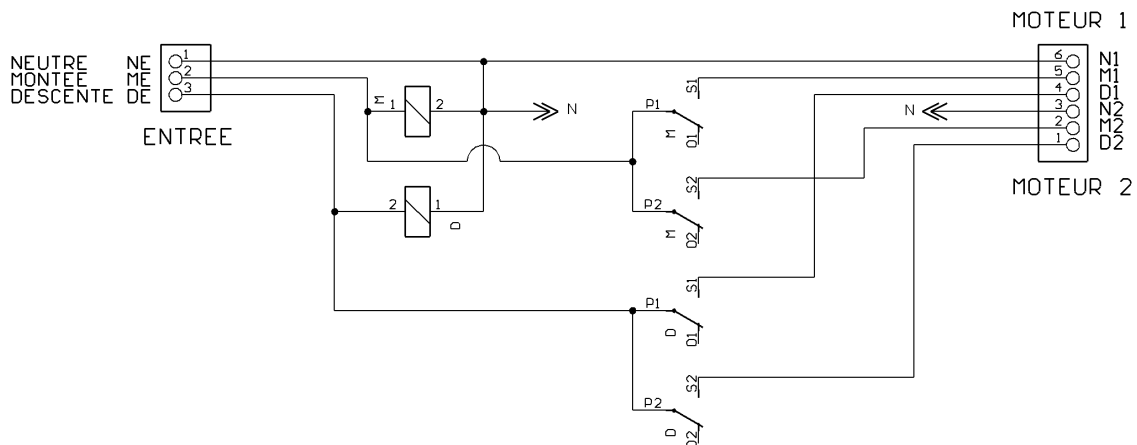 MOTEUR 1
NEUTRE NE 1
MONTEE ME 2
DESCENTE DE 3
ENTREE
6 N1
5 M1
4 D1
N 3 N2
2 M2
1 D2
MOTEUR 2
M
1 2
N
2 1
D
S1
P1
M
O1
S2
P2
M
O2
S1
P1
D
O1
S2
P2
D
O2